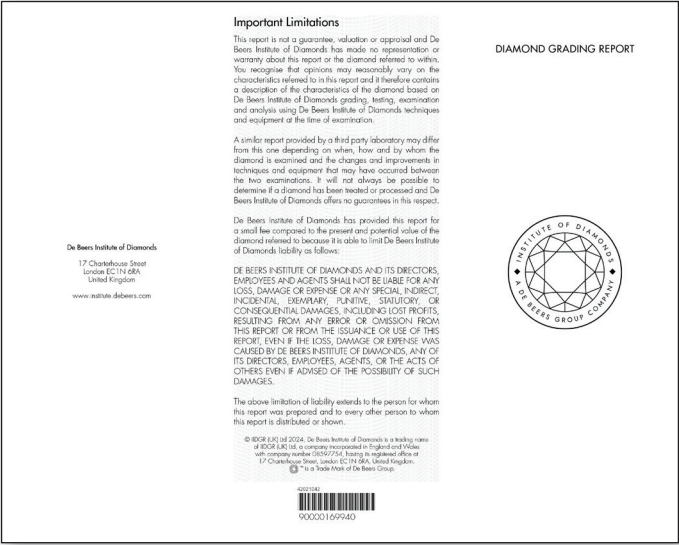 De Beers Institute of Diamonds
17 Charterhouse Street
London EC1N 6RA
United Kingdom
www.institute.debeers.com
Important Limitations
This report is not a guarantee, valuation or appraisal and De
Beers Institute of Diamonds has made no representation or
warranty about this report or the diamond referred to within.
You recognise that opinions may reasonably vary on the
characteristics referred to in this report and it therefore contains
a description of the characteristics of the diamond based on
De Beers Institute of Diamonds grading, testing, examination
and analysis using De Beers Institute of Diamonds techniques
and equipment at the time of examination.
A similar report provided by a third party laboratory may differ
from this one depending on when, how and by whom the
diamond is examined and the changes and improvements in
techniques and equipment that may have occurred between
the two examinations. It will not always be possible to
determine if a diamond has been treated or processed and De
Beers Institute of Diamonds offers no guarantees in this respect.
De Beers Institute of Diamonds has provided this report for
a small fee compared to the present and potential value of the
diamond referred to because it is able to limit De Beers Institute
of Diamonds liability as follows:
DE BEERS INSTITUTE OF DIAMONDS AND ITS DIRECTORS,
EMPLOYEES AND AGENTS SHALL NOT BE LIABLE FOR ANY
LOSS, DAMAGE OR EXPENSE OR ANY SPECIAL, INDIRECT,
INCIDENTAL, EXEMPLARY, PUNITIVE, STATUTORY, OR
CONSEQUENTIAL DAMAGES, INCLUDING LOST PROFITS,
RESULTING FROM ANY ERROR OR OMISSION FROM
THIS REPORT OR FROM THE ISSUANCE OR USE OF THIS
REPORT, EVEN IF THE LOSS, DAMAGE OR EXPENSE WAS
CAUSED BY DE BEERS INSTITUTE OF DIAMONDS, ANY OF
ITS DIRECTORS, EMPLOYEES, AGENTS, OR THE ACTS OF
OTHERS EVEN IF ADVISED OF THE POSSIBILITY OF SUCH
DAMAGES.
The above limitation of liability extends to the person for whom
this report was prepared and to every other person to whom
this report is distributed or shown.
© IIDGR (UK) Ltd 2024. De Beers Institute of Diamonds is a trading name
of IIDGR (UK) Ltd, a company incorporated in England and Wales
with company number 08597754, having its registered office at
17 Charterhouse Street, London EC1N 6RA, United Kingdom.
™ is a Trade Mark of De Beers Group.
42021042
90000169940
DIAMOND GRADING REPORT
INSTITUTE OF DIAMONDS
A DE BEERS GROUP COMPANY